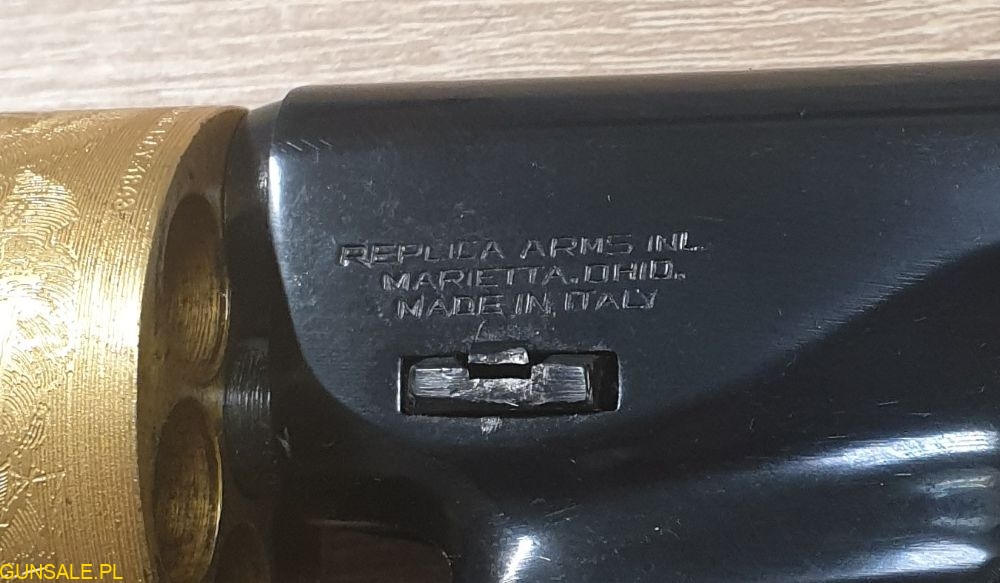 REPLICA ARMS INC.
MARIETTA.OHIO.
MADE IN ITALY
GUNSALE.PL